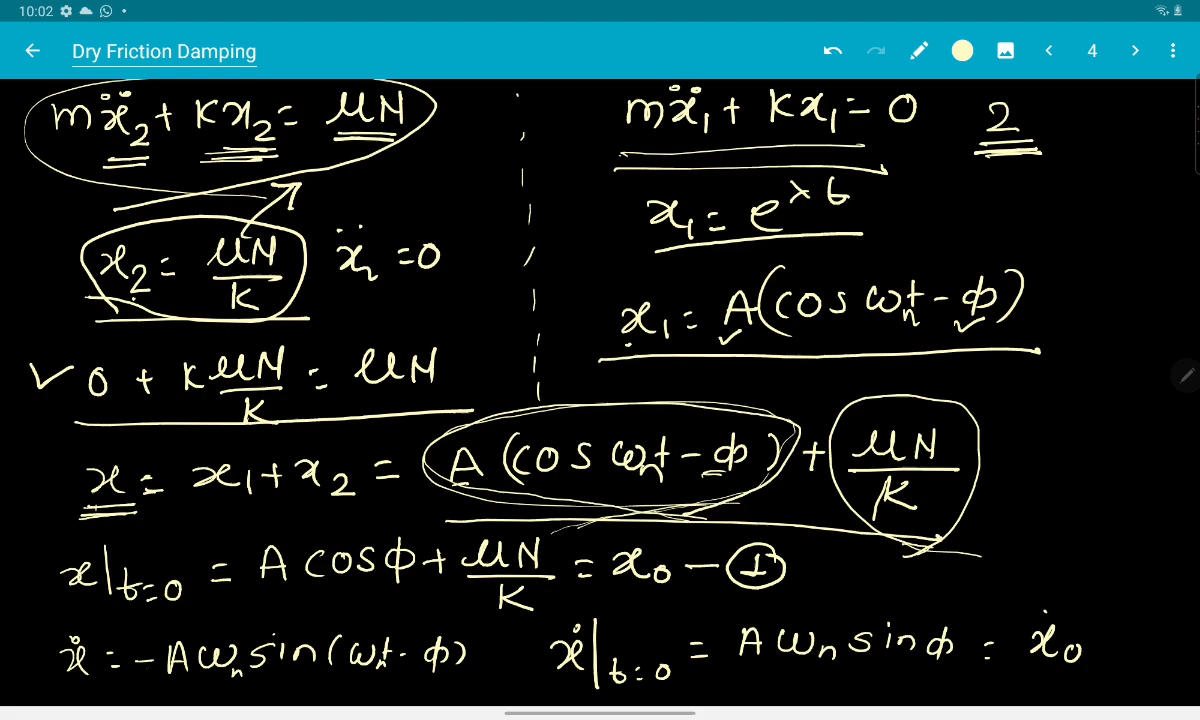 10:02
Dry Friction Damping
4
mẍ₂ + Kx₂ = μN
x₂ = μN/K ẍ₂ = 0
✓ 0 + K μN/K = μN
mẍ₁ + Kx₁ = 0 2
x₁ = e^λt
x₁ = A(cos ωₙt - φ)
x = x₁ + x₂ = A(cos ωₙt - φ) + μN/K
x|t=0 = A cosφ + μN/K = x₀ - ①
ẋ = -Aωₙ sin(ωₙt - φ) ẋ|t=0 = Aωₙ sinφ = ẋ₀